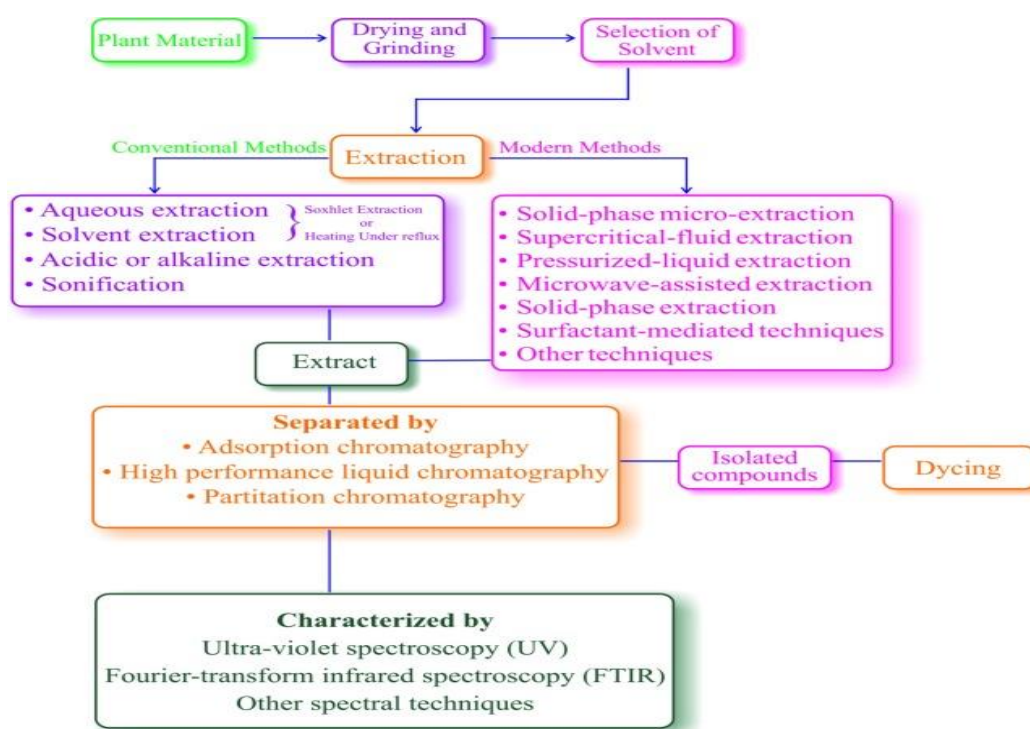 Plant Material
Drying and
Grinding
Selection of
Solvent
Conventional Methods
Extraction
Modern Methods
• Aqueous extraction
• Solvent extraction
• Acidic or alkaline extraction
• Sonification
Soxhlet Extraction
or
Heating Under reflux
• Solid-phase micro-extraction
• Supercritical-fluid extraction
• Pressurized-liquid extraction
• Microwave-assisted extraction
• Solid-phase extraction
• Surfactant-mediated techniques
• Other techniques
Extract
Separated by
• Adsorption chromatography
• High performance liquid chromatography
• Partitation chromatography
Isolated
compounds
Dycing
Characterized by
Ultra-violet spectroscopy (UV)
Fourier-transform infrared spectroscopy (FTIR)
Other spectral techniques